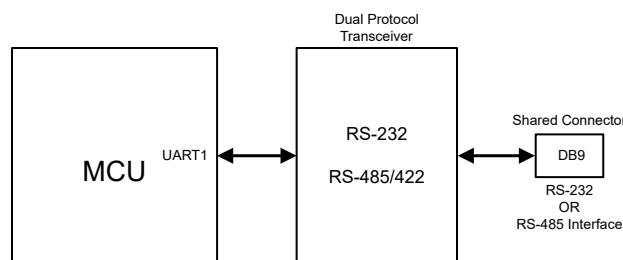 Dual Protocol
Transceiver
MCU
UART1
RS-232
RS-485/422
Shared Connector
DB9
RS-232
OR
RS-485 Interface